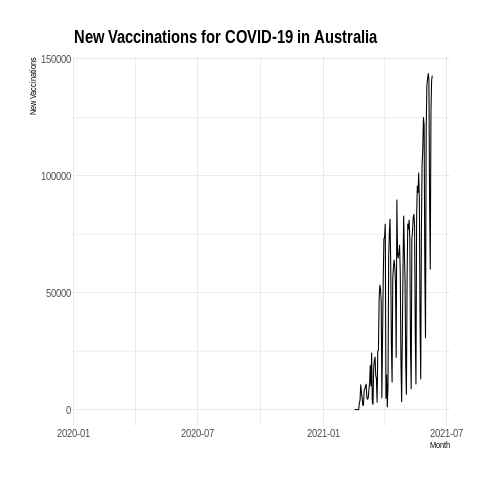 New Vaccinations for COVID-19 in Australia
New Vaccinations
150000
100000
50000
0
2020-01
2020-07
2021-01
2021-07
Month